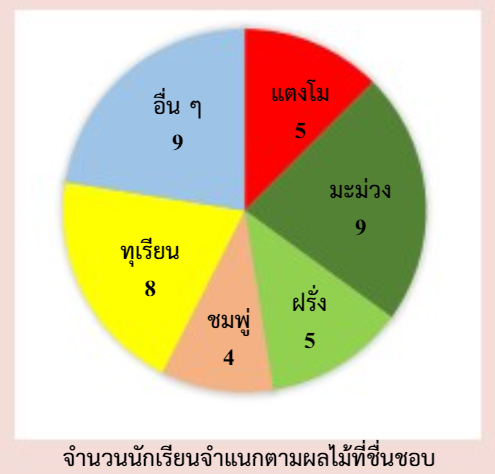 แตงโม
5
มะม่วง
9
ฝรั่ง
5
ชมพู่
4
ทุเรียน
8
อื่น ๆ
9
จำนวนนักเรียนจำแนกตามผลไม้ที่ชื่นชอบ